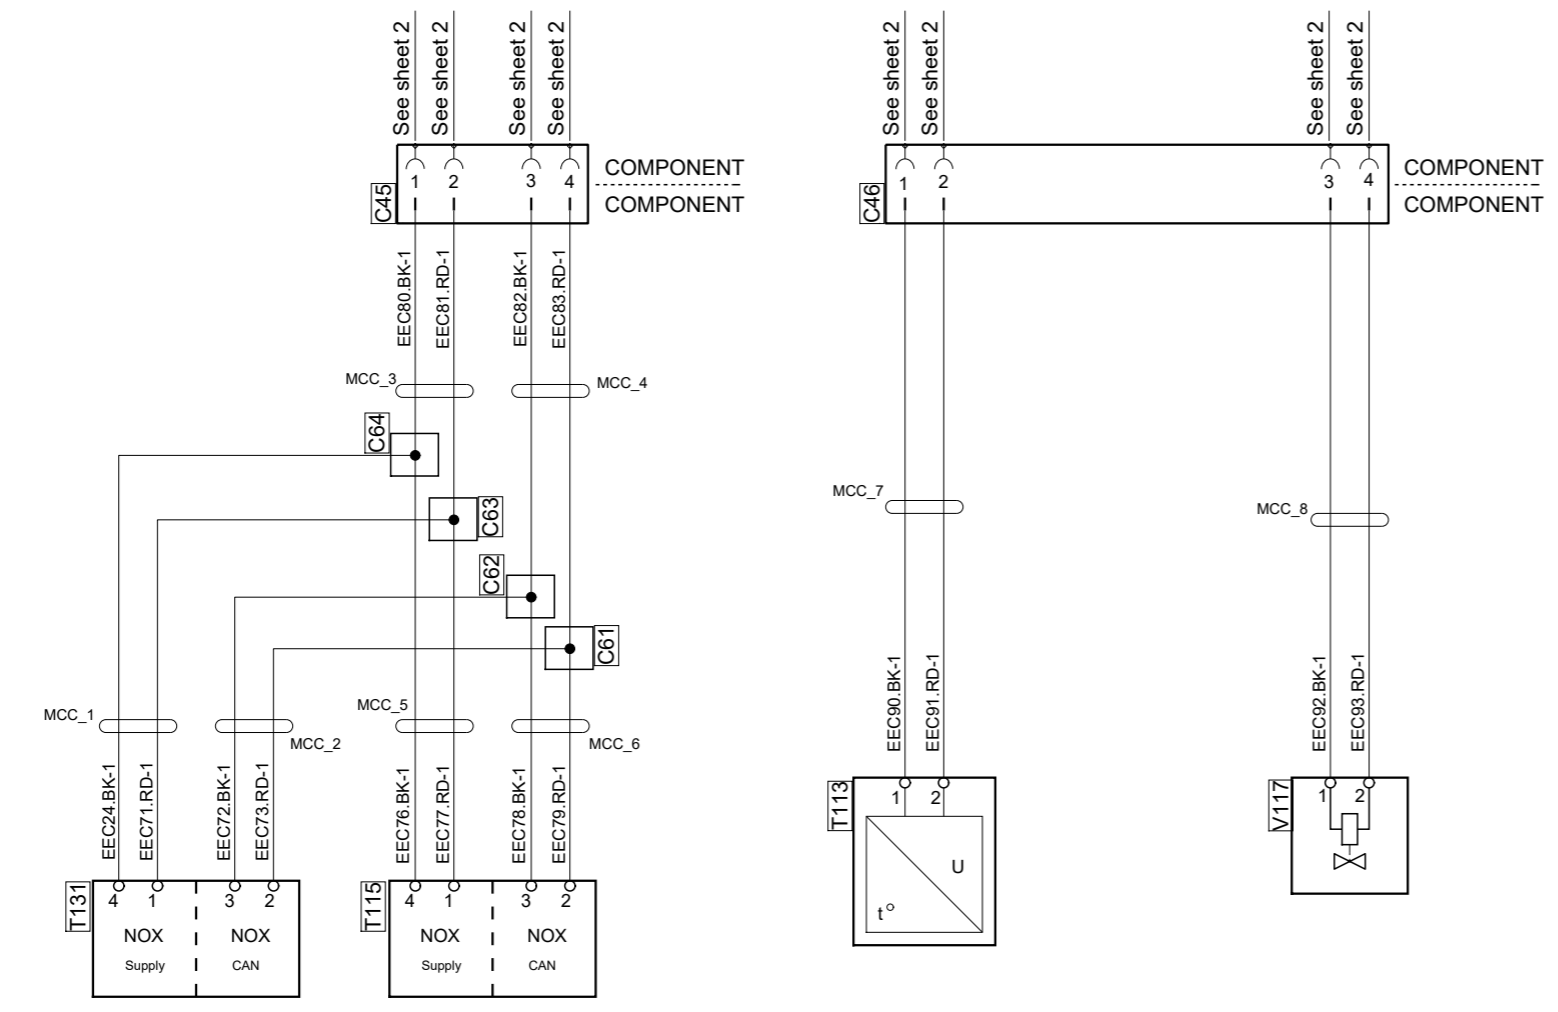 See sheet 2
See sheet 2
See sheet 2
See sheet 2
See sheet 2
See sheet 2
See sheet 2
See sheet 2
C45
1
2
3
4
COMPONENT
COMPONENT
C46
1
2
3
4
COMPONENT
COMPONENT
EEC80.BK-1
EEC81.RD-1
EEC82.BK-1
EEC83.RD-1
MCC_3
MCC_4
C64
C63
C62
C61
MCC_7
MCC_8
MCC_1
MCC_2
MCC_5
MCC_6
EEC90.BK-1
EEC91.RD-1
EEC92.BK-1
EEC93.RD-1
EEC24.BK-1
EEC71.RD-1
EEC72.BK-1
EEC73.RD-1
EEC76.BK-1
EEC77.RD-1
EEC78.BK-1
EEC79.RD-1
T131
4
1
3
2
NOX
NOX
Supply
CAN
T115
4
1
3
2
NOX
NOX
Supply
CAN
T113
1
2
U
t°
V117
1
2